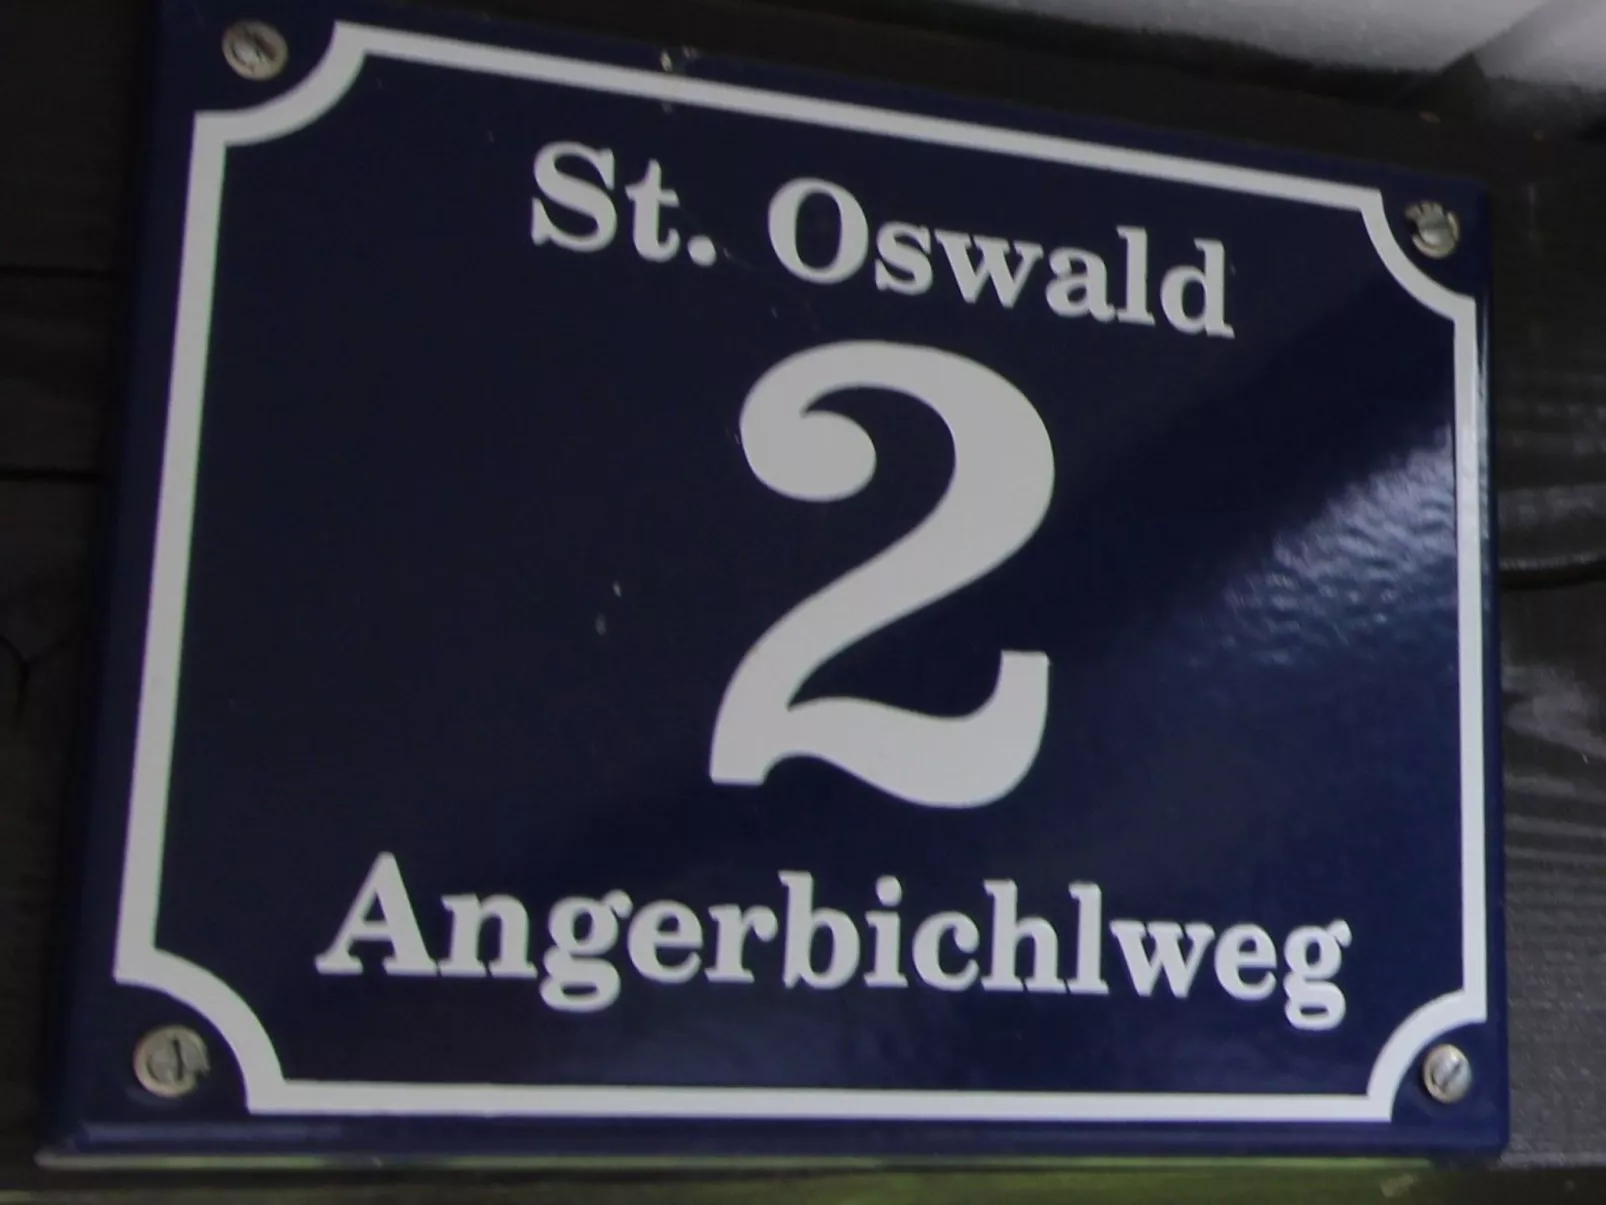 St. Oswald
2
Angerbichlweg